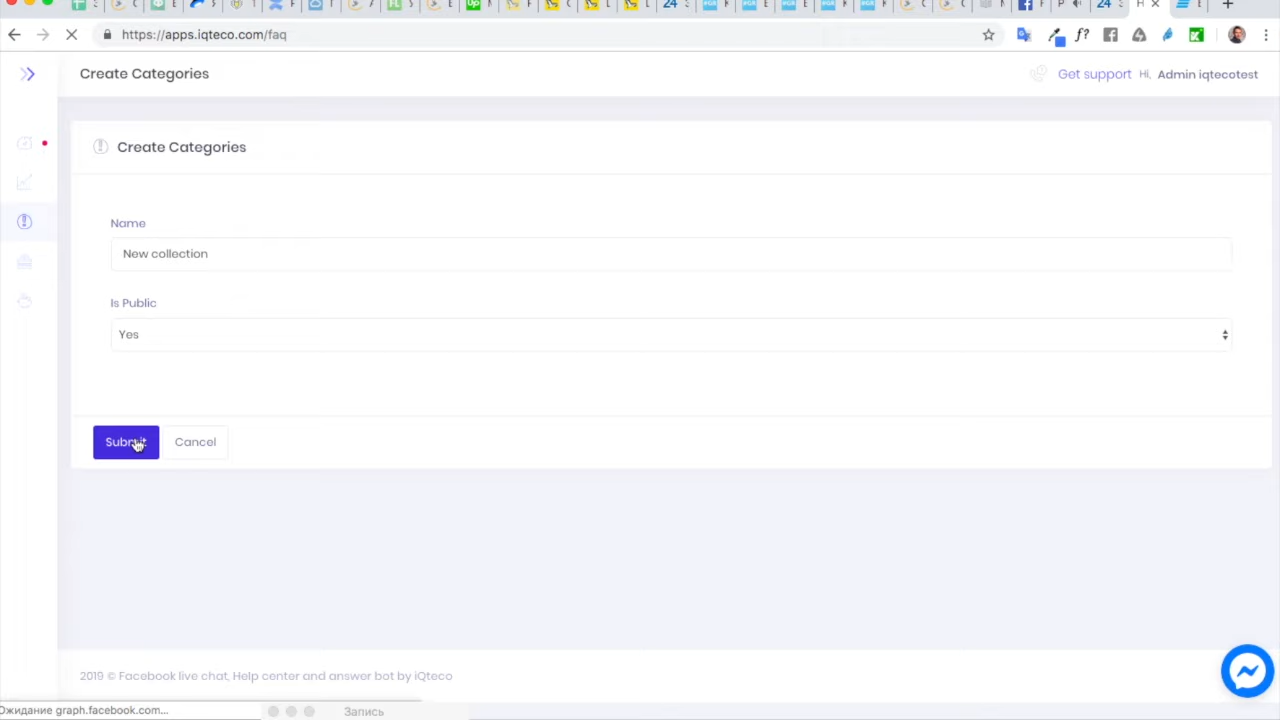 https://apps.iqteco.com/faq
Create Categories
Get support Hi, Admin iqtecotest
Create Categories
Name
New collection
Is Public
Yes
Submit Cancel
2019 © Facebook live chat, Help center and answer bot by iQteco
Ожидание graph.facebook.com...
Запись